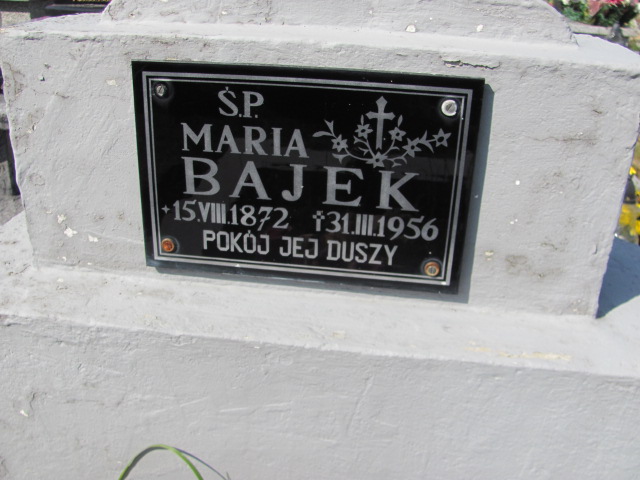 Ś.P.
MARIA
BAJEK
+15.VIII.1872 ✝31.III.1956
POKÓJ JEJ DUSZY